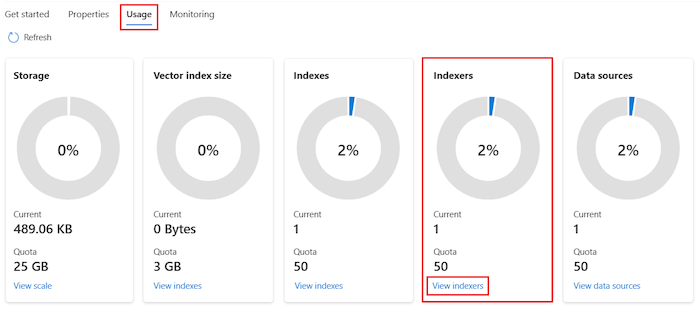 Get started Properties Usage Monitoring
Refresh
Storage
0%
Current
489.06 KB
Quota
25 GB
View scale
Vector index size
0%
Current
0 Bytes
Quota
3 GB
View indexes
Indexes
2%
Current
1
Quota
50
View indexes
Indexers
2%
Current
1
Quota
50
View indexers
Data sources
2%
Current
1
Quota
50
View data sources